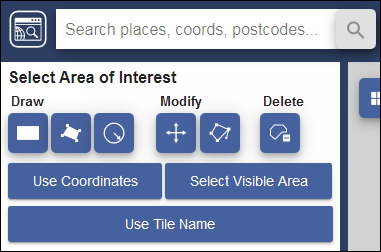 Search places, coords, postcodes...
Select Area of Interest
Draw Modify Delete
Use Coordinates Select Visible Area
Use Tile Name